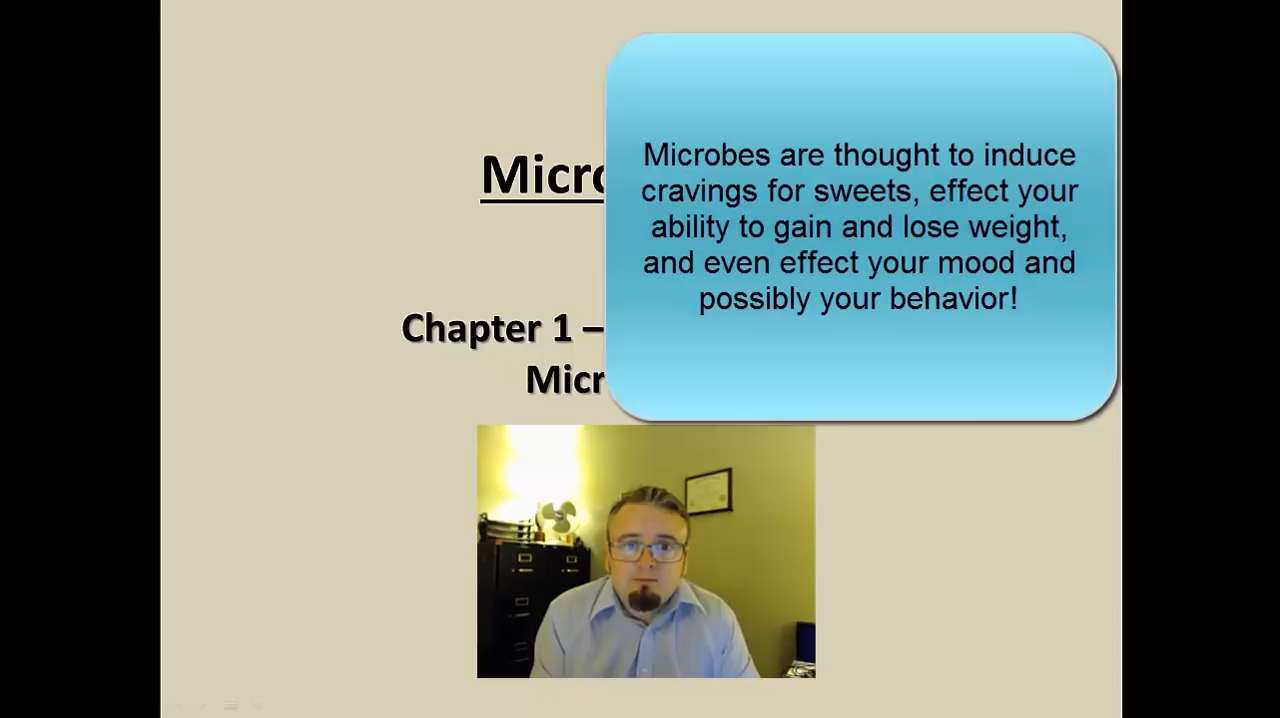 Micro
Chapter 1 –
Micr
Microbes are thought to induce
cravings for sweets, effect your
ability to gain and lose weight,
and even effect your mood and
possibly your behavior!